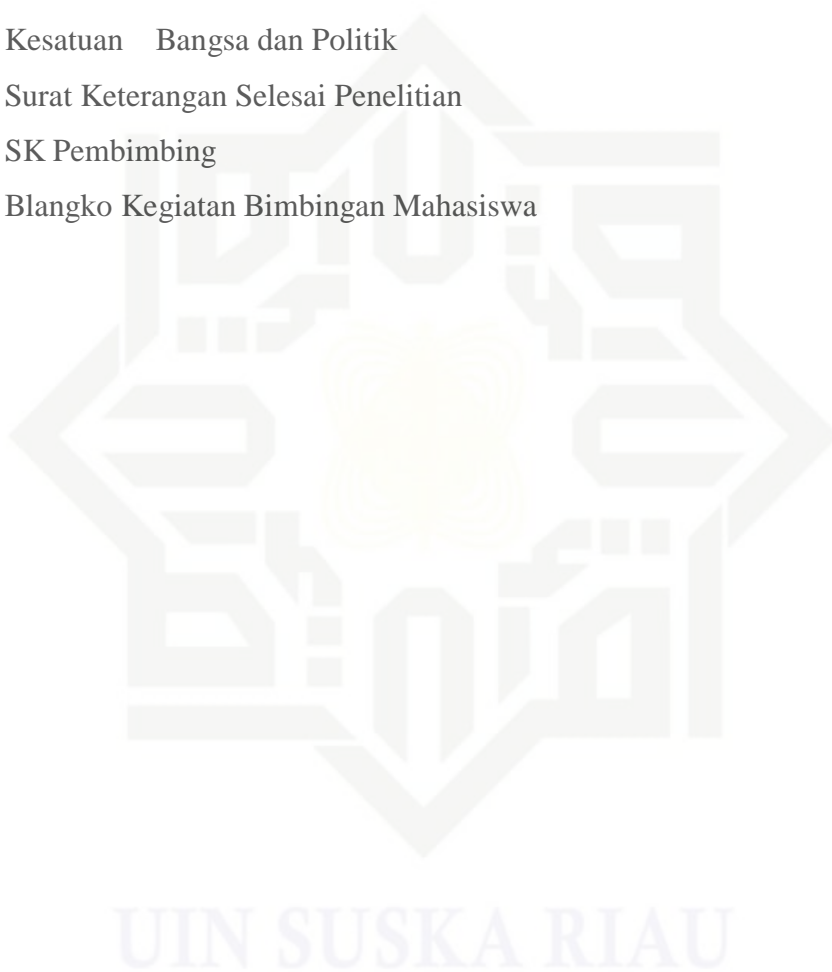 Kesatuan Bangsa dan Politik
Surat Keterangan Selesai Penelitian
SK Pembimbing
Blangko Kegiatan Bimbingan Mahasiswa
UIN SUSKA RIAU